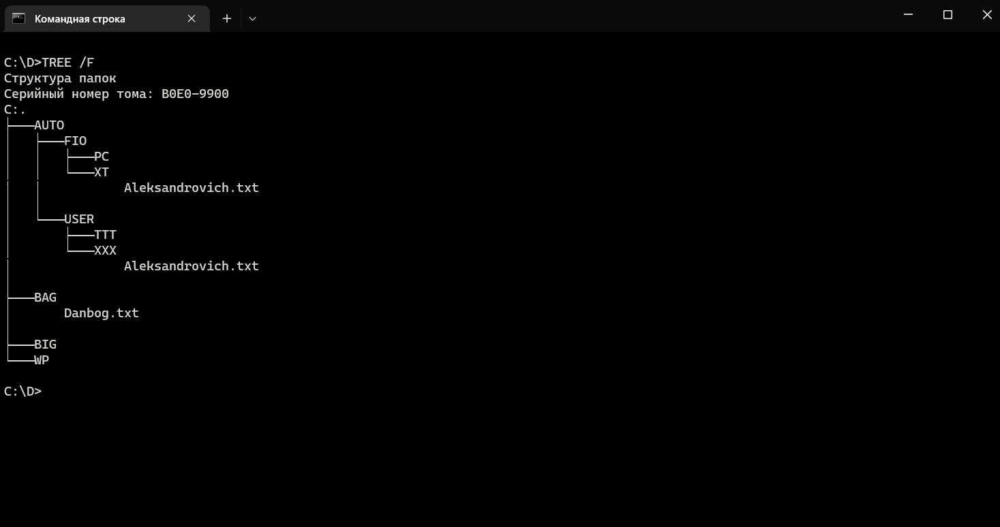 Командная строка
C:\D>TREE /F
Структура папок
Серийный номер тома: B0E0-9900
C:.
├───AUTO
│   ├───FIO
│   │   ├───PC
│   │   └───XT
│   │           Aleksandrovich.txt
│   │
│   └───USER
│       ├───TTT
│       └───XXX
│               Aleksandrovich.txt
│
├───BAG
│       Danbog.txt
│
├───BIG
└───WP
C:\D>